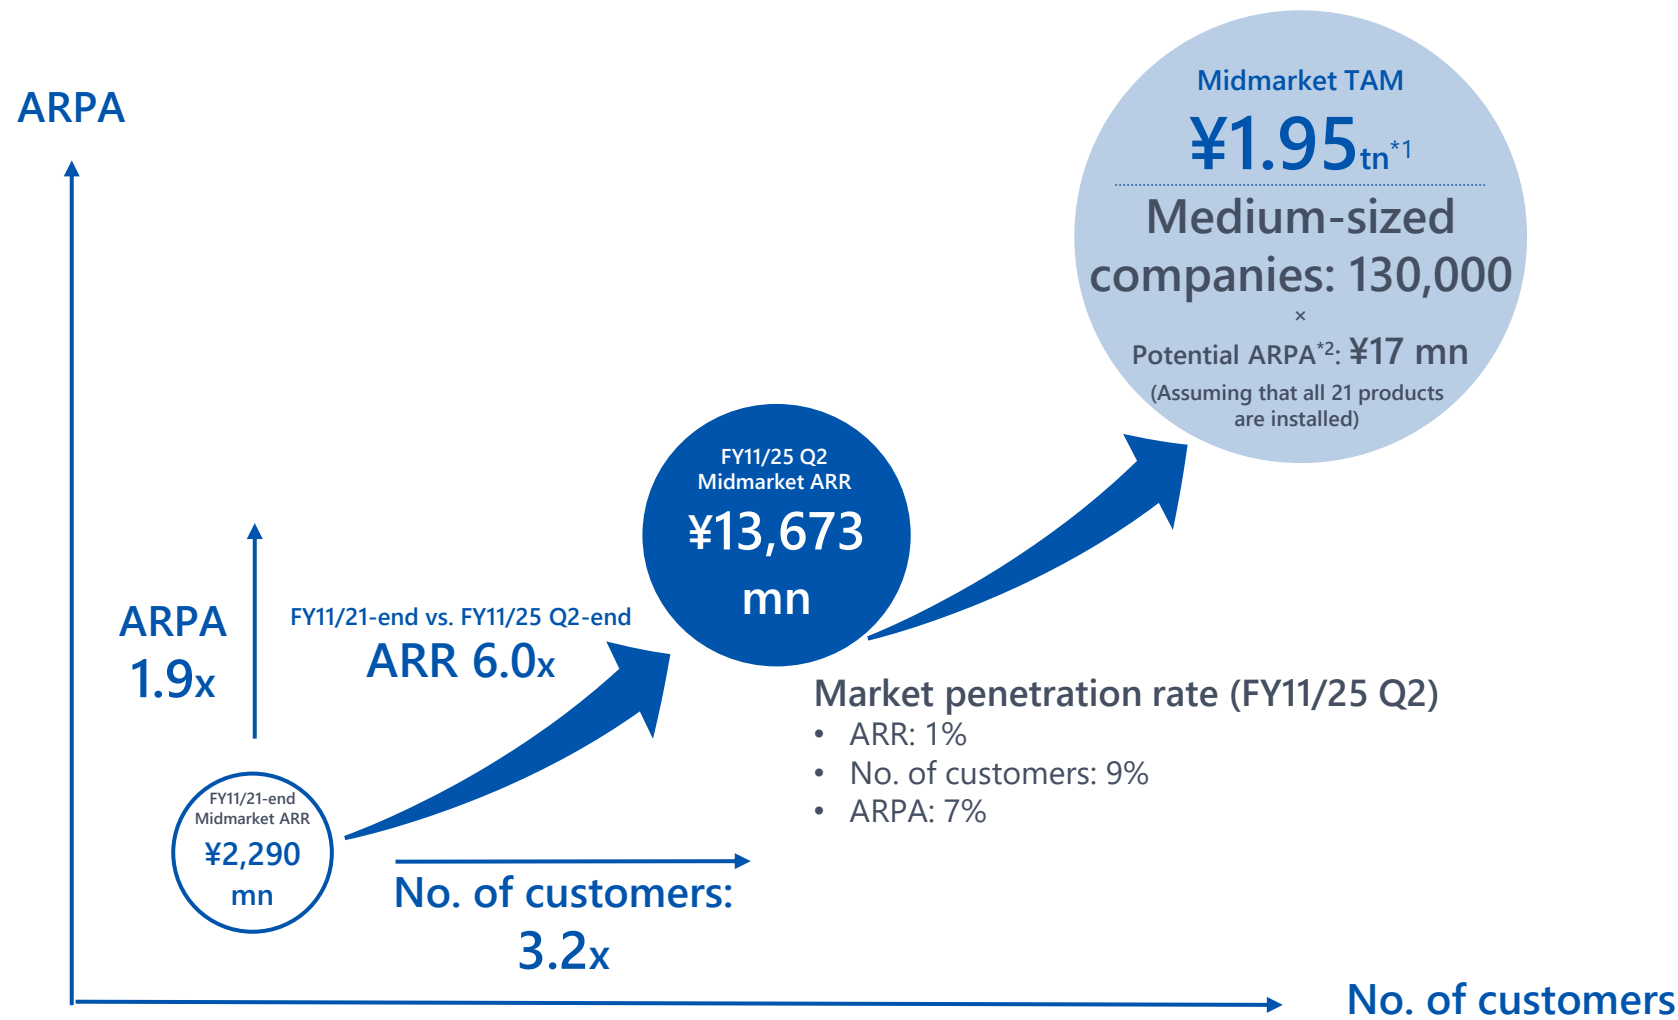 ARPA
Midmarket TAM
¥1.95tn*1
Medium-sized
companies: 130,000
×
Potential ARPA*2: ¥17 mn
(Assuming that all 21 products
are installed)
FY11/25 Q2
Midmarket ARR
¥13,673
mn
ARPA
1.9x
FY11/21-end vs. FY11/25 Q2-end
ARR 6.0x
Market penetration rate (FY11/25 Q2)
• ARR: 1%
• No. of customers: 9%
• ARPA: 7%
FY11/21-end
Midmarket ARR
¥2,290
mn
No. of customers:
3.2x
No. of customers